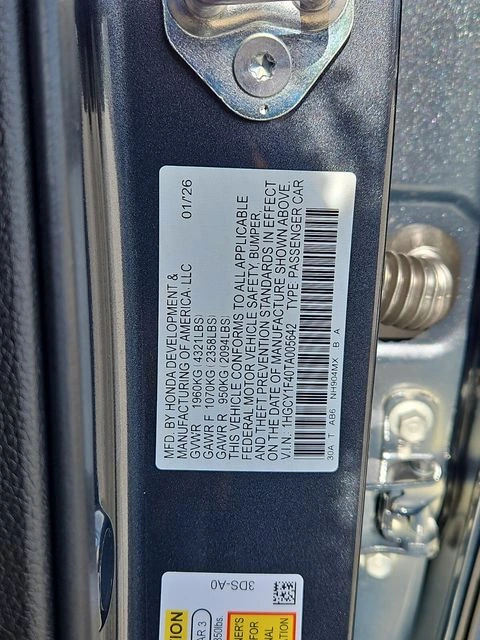 MFD. BY HONDA DEVELOPMENT &
MANUFACTURING OF AMERICA, LLC 01/26
GVWR 1960KG (4321LBS)
GAWR F 1070KG (2358LBS)
GAWR R 950KG (2094LBS)
THIS VEHICLE CONFORMS TO ALL APPLICABLE
FEDERAL MOTOR VEHICLE SAFETY, BUMPER,
AND THEFT PREVENTION STANDARDS IN EFFECT
ON THE DATE OF MANUFACTURE SHOWN ABOVE.
V.I.N. 1HGCY1F40TA005642 TYPE PASSENGER CAR
30A T AB6 NH904MX B A
3DS-A0